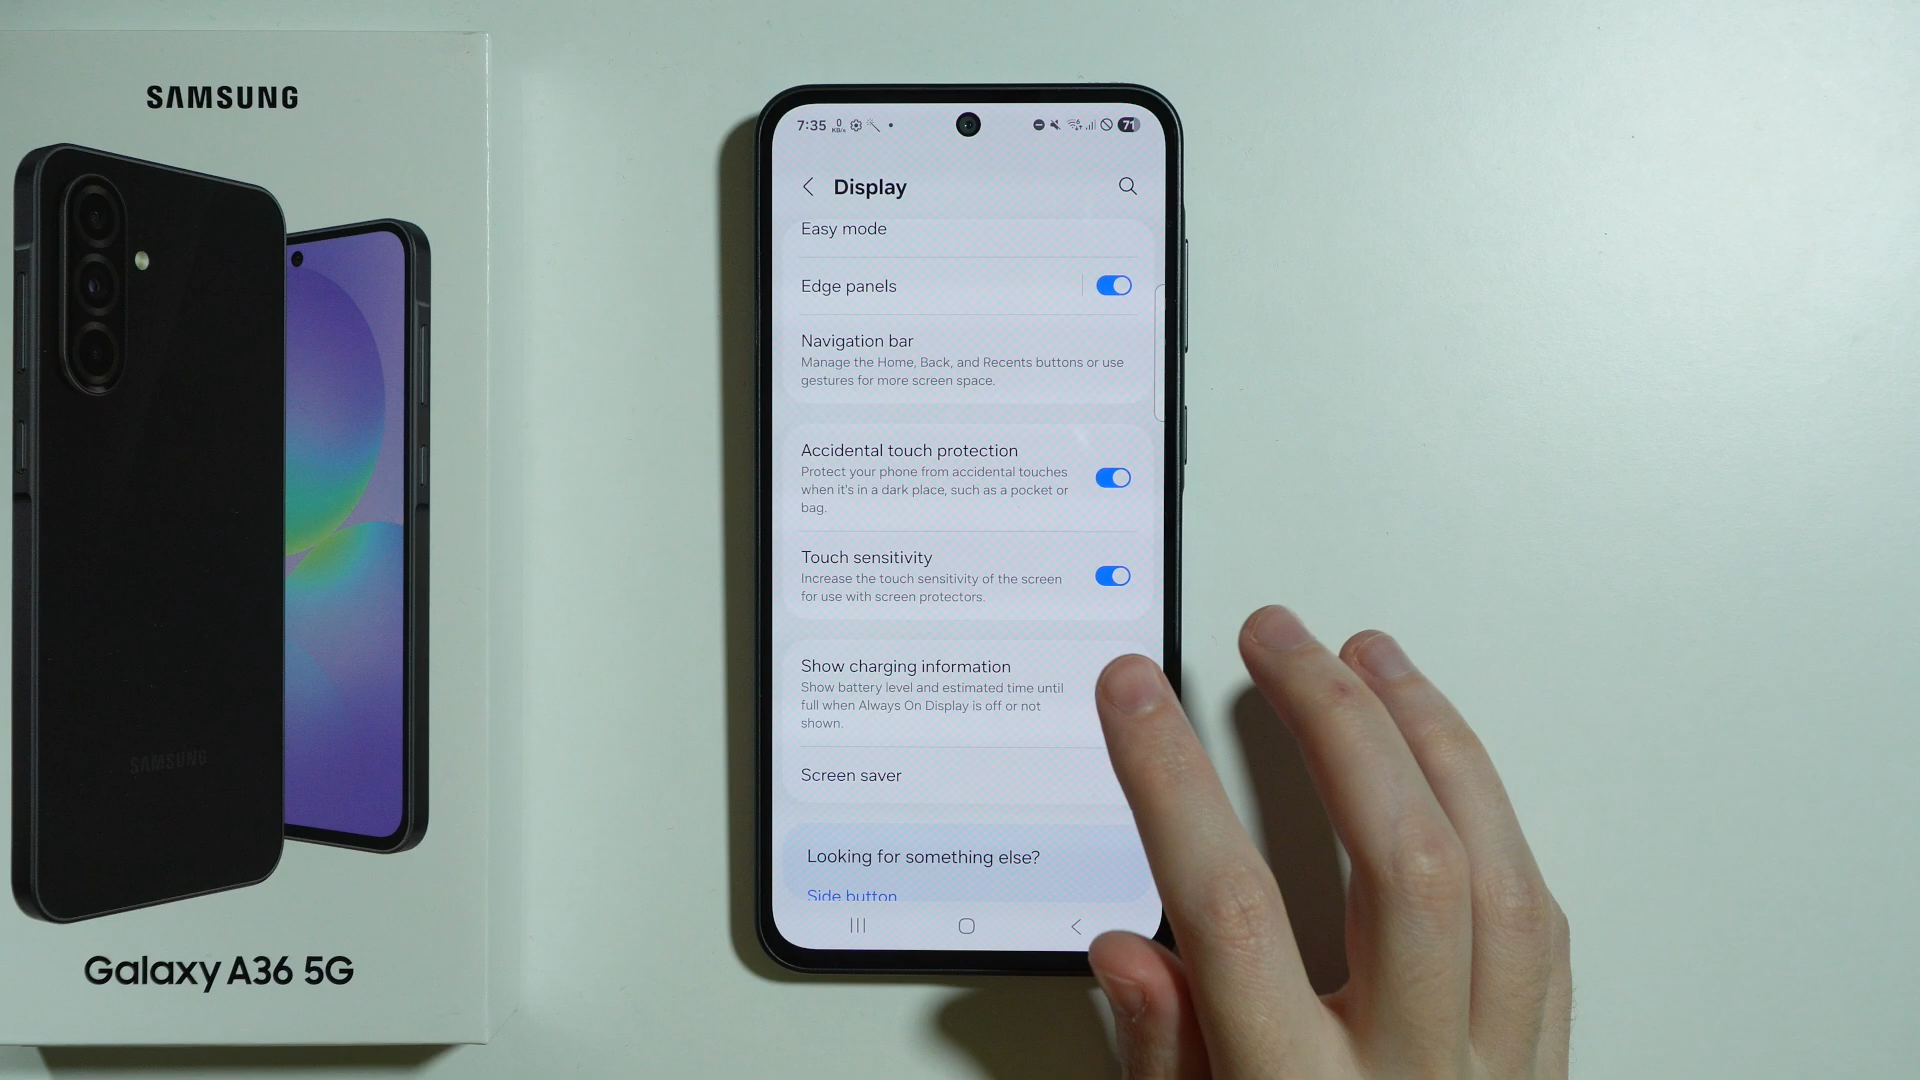 SAMSUNG
SAMSUNG
Galaxy A36 5G
7:35
0
KB/s
71
Display
Easy mode
Edge panels
Navigation bar
Manage the Home, Back, and Recents buttons or use
gestures for more screen space.
Accidental touch protection
Protect your phone from accidental touches
when it's in a dark place, such as a pocket or
bag.
Touch sensitivity
Increase the touch sensitivity of the screen
for use with screen protectors.
Show charging information
Show battery level and estimated time until
full when Always On Display is off or not
shown.
Screen saver
Looking for something else?
Side button